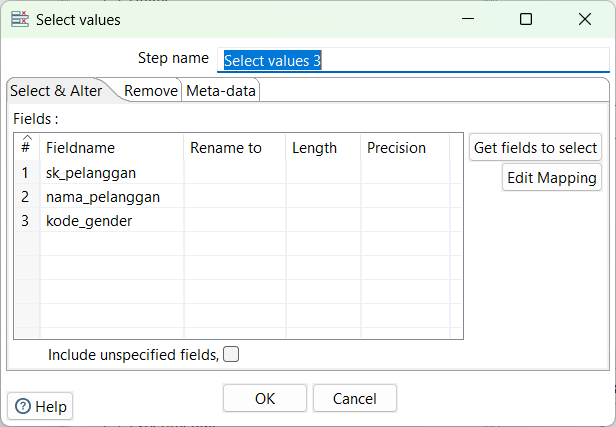 Select values
Step name Select values 3
Select & Alter Remove Meta-data
Fields :
# Fieldname Rename to Length Precision
1 sk_pelanggan
2 nama_pelanggan
3 kode_gender
Get fields to select
Edit Mapping
Include unspecified fields,
Help OK Cancel